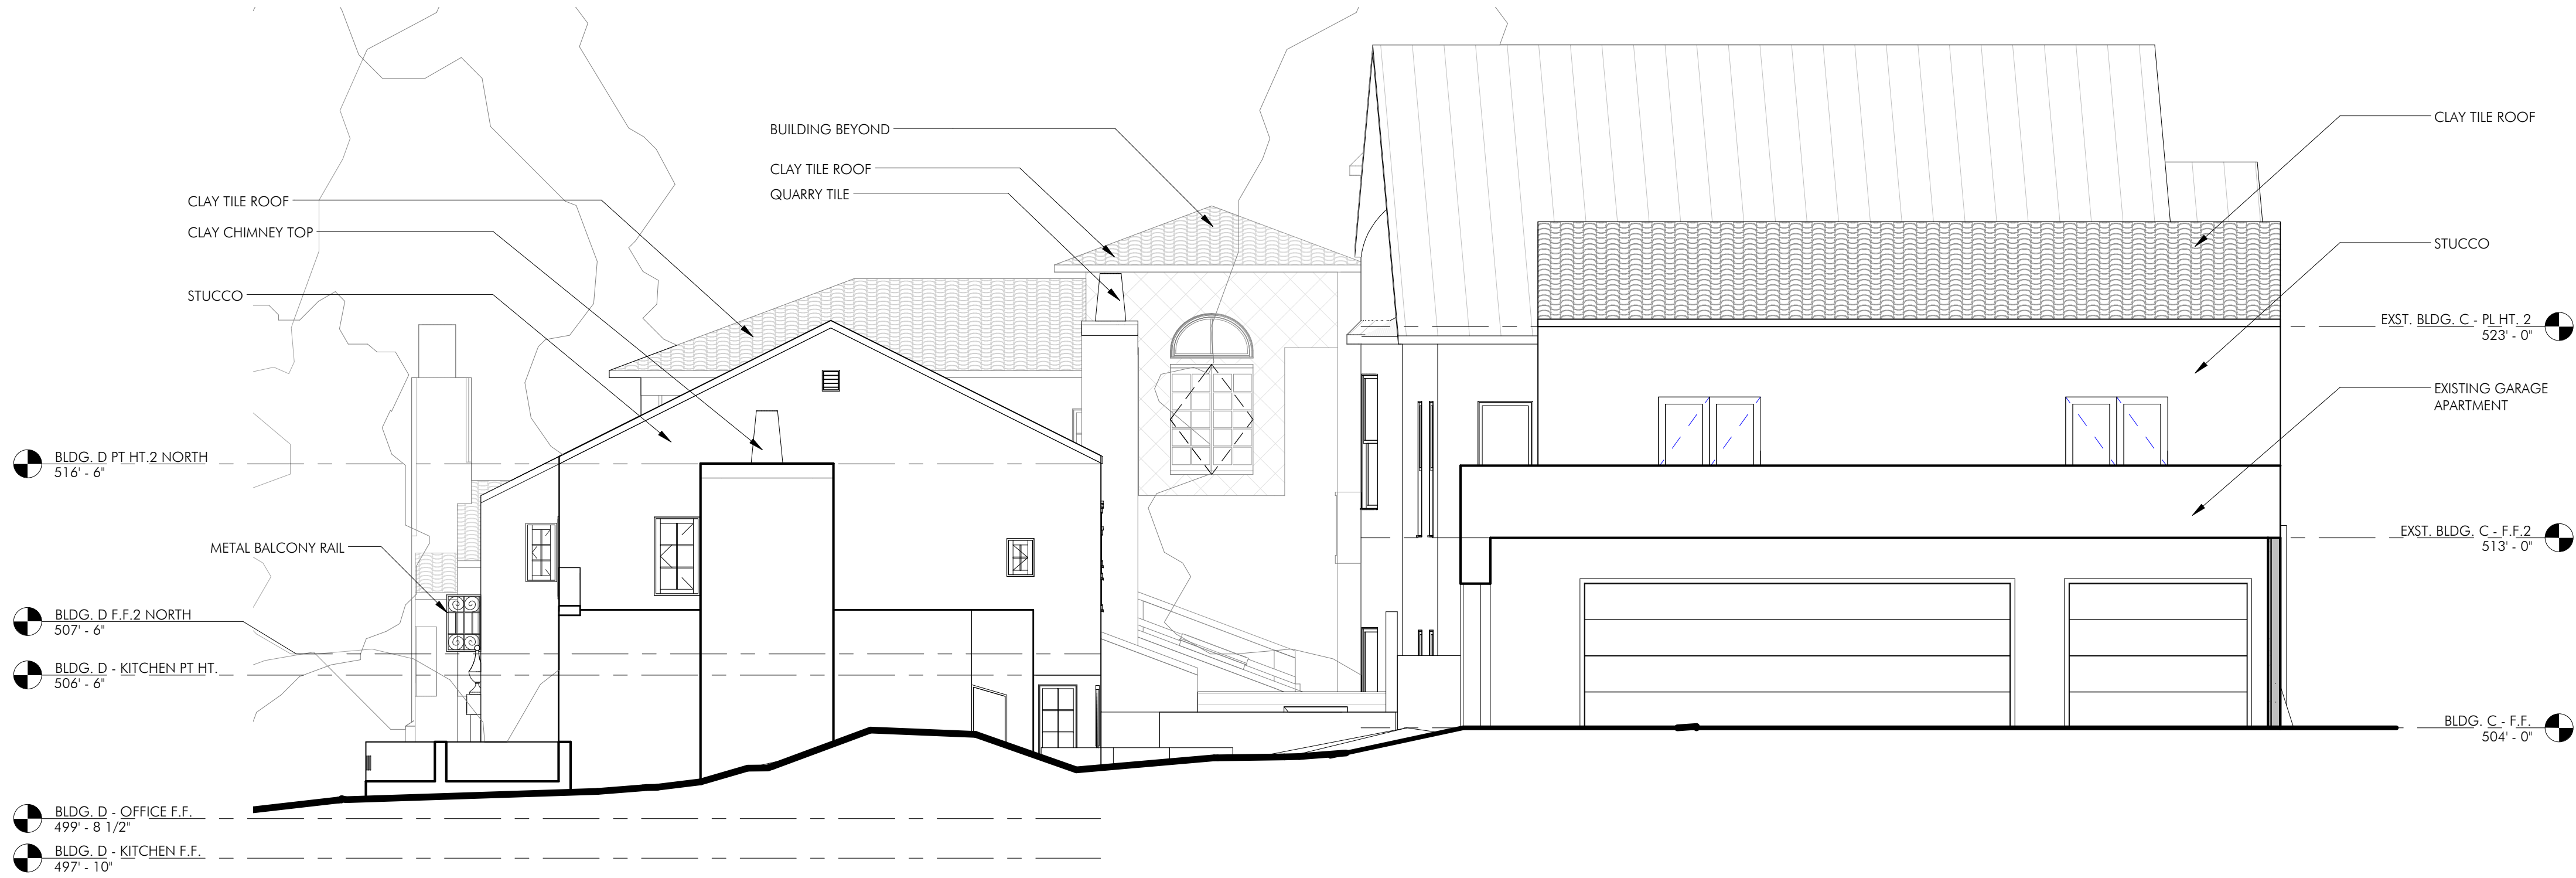 BUILDING BEYOND
CLAY TILE ROOF
QUARRY TILE
CLAY TILE ROOF
CLAY CHIMNEY TOP
STUCCO
METAL BALCONY RAIL
BLDG. D PT HT.2 NORTH
516' - 6"
BLDG. D F.F.2 NORTH
507' - 6"
BLDG. D - KITCHEN PT HT.
506' - 6"
BLDG. D - OFFICE F.F.
499' - 8 1/2"
BLDG. D - KITCHEN F.F.
497' - 10"
CLAY TILE ROOF
STUCCO
EXST. BLDG. C - PL HT. 2
523' - 0"
EXISTING GARAGE
APARTMENT
EXST. BLDG. C - F.F.2
513' - 0"
BLDG. C - F.F.
504' - 0"